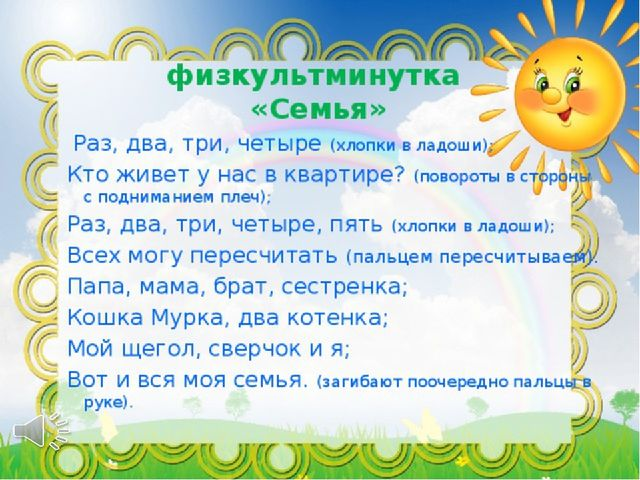 физкультминутка
«Семья»
Раз, два, три, четыре (хлопки в ладоши);
Кто живет у нас в квартире? (повороты в стороны
с подниманием плеч);
Раз, два, три, четыре, пять (хлопки в ладоши);
Всех могу пересчитать (пальцем пересчитываем).
Папа, мама, брат, сестренка;
Кошка Мурка, два котенка;
Мой щегол, сверчок и я;
Вот и вся моя семья. (загибают поочередно пальцы в
руке).